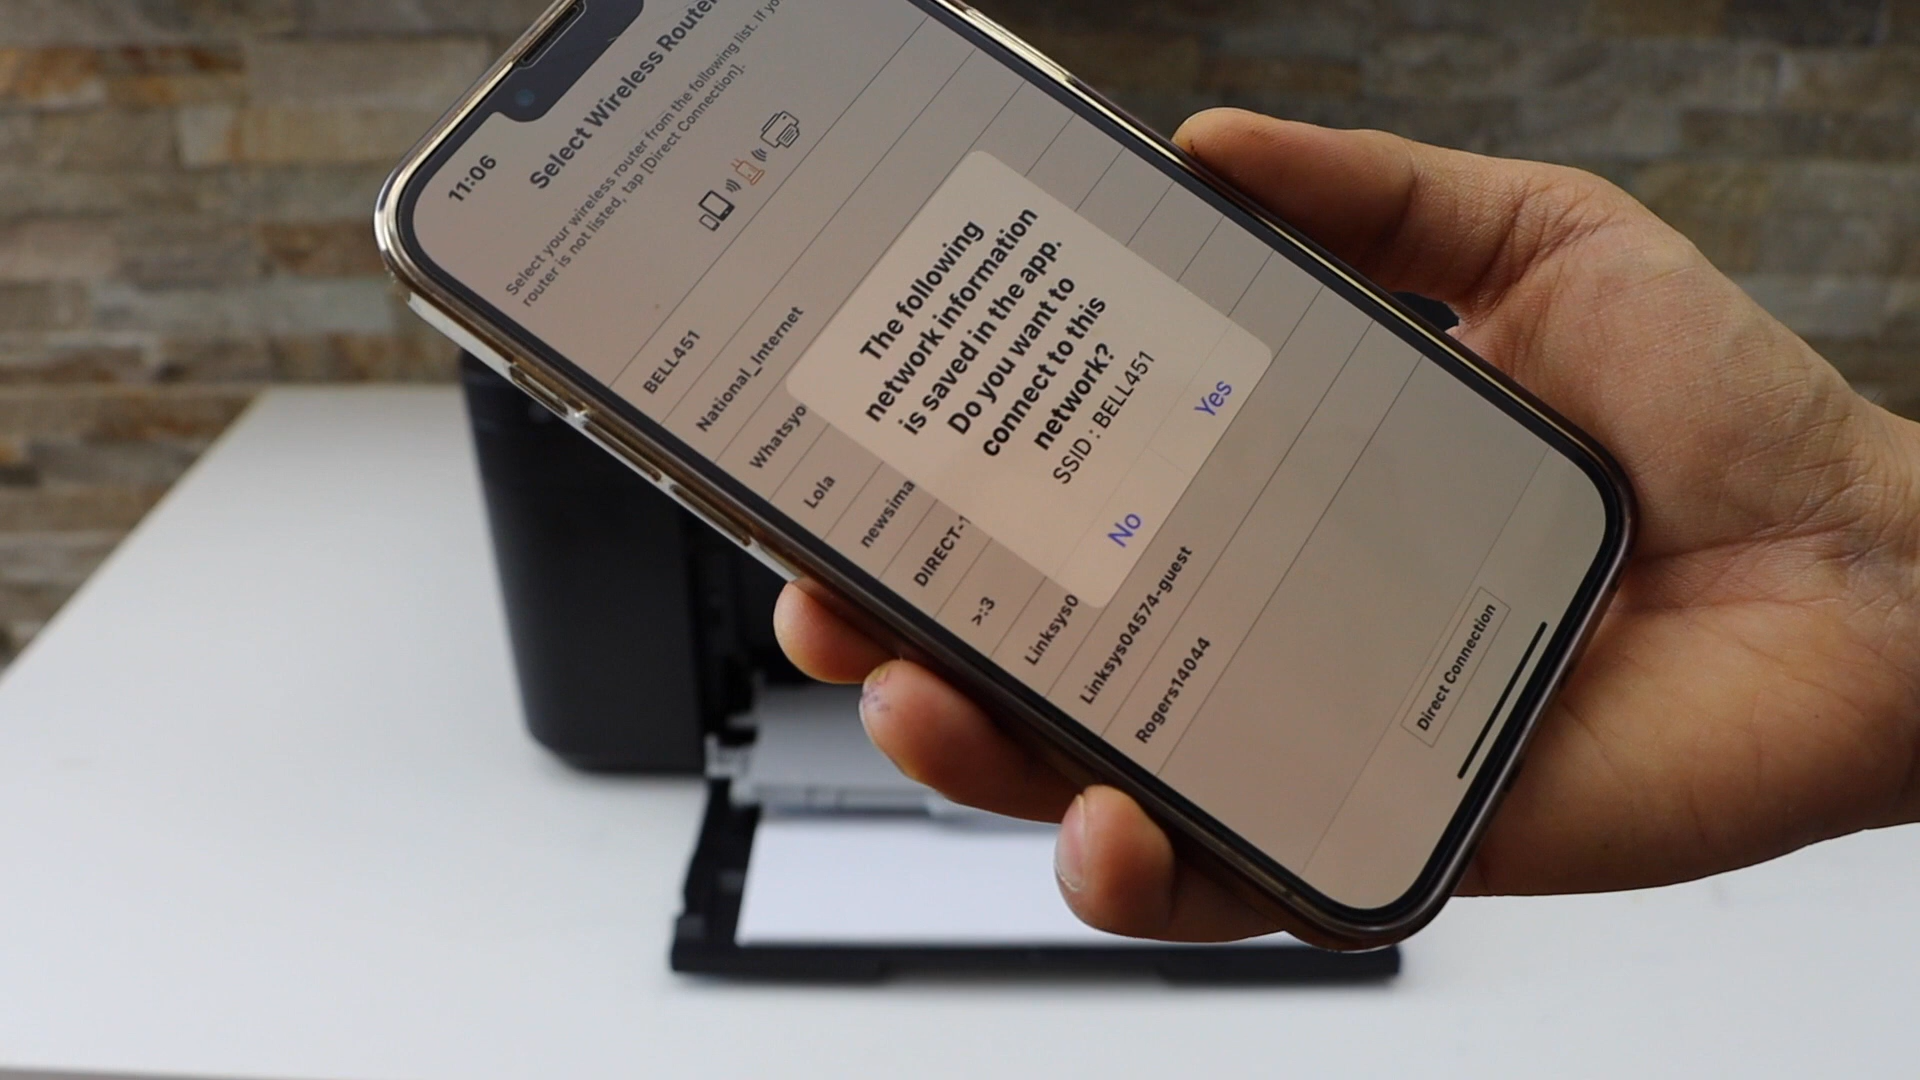 11:06
Select Wireless Router
Select your wireless router from the following list. If
router is not listed, tap [Direct Connection].
BELL451
National_Internet
Whatsyo
Lola
newsima
DIRECT-1
>:3
Linksys0
Linksys04574-guest
Rogers14044
The following
network information
is saved in the app.
Do you want to
connect to this
network?
SSID : BELL451
No
Yes
Direct Connection